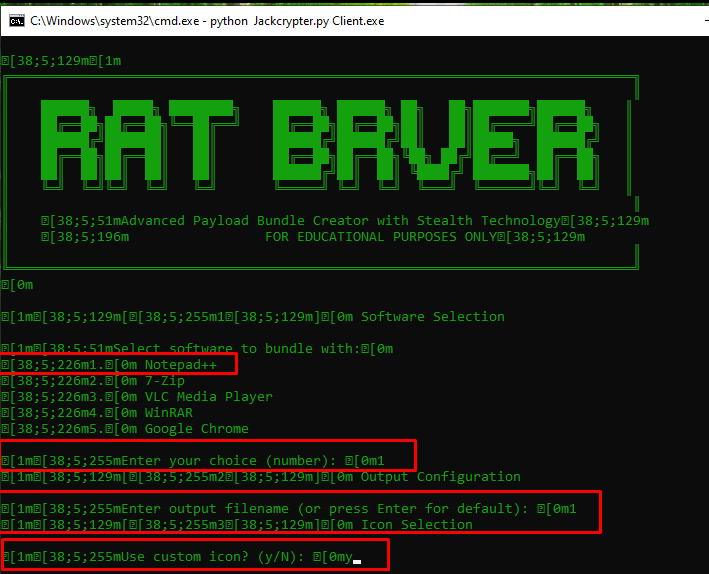 C:\Windows\system32\cmd.exe - python Jackcrypter.py Client.exe
[38;5;129m[1m
RAT BRVER
[38;5;51mAdvanced Payload Bundle Creator with Stealth Technology[38;5;129m
[38;5;196m FOR EDUCATIONAL PURPOSES ONLY[38;5;129m
[0m
[1m[38;5;129m[[38;5;255m1[38;5;129m][0m Software Selection
[1m[38;5;51mSelect software to bundle with:[0m
[38;5;226m1.[0m Notepad++
[38;5;226m2.[0m 7-Zip
[38;5;226m3.[0m VLC Media Player
[38;5;226m4.[0m WinRAR
[38;5;226m5.[0m Google Chrome
[1m[38;5;255mEnter your choice (number): [0m1
[1m[38;5;129m[[38;5;255m2[38;5;129m][0m Output Configuration
[1m[38;5;255mEnter output filename (or press Enter for default): [0m1
[1m[38;5;129m[[38;5;255m3[38;5;129m][0m Icon Selection
[1m[38;5;255mUse custom icon? (y/N): [0my